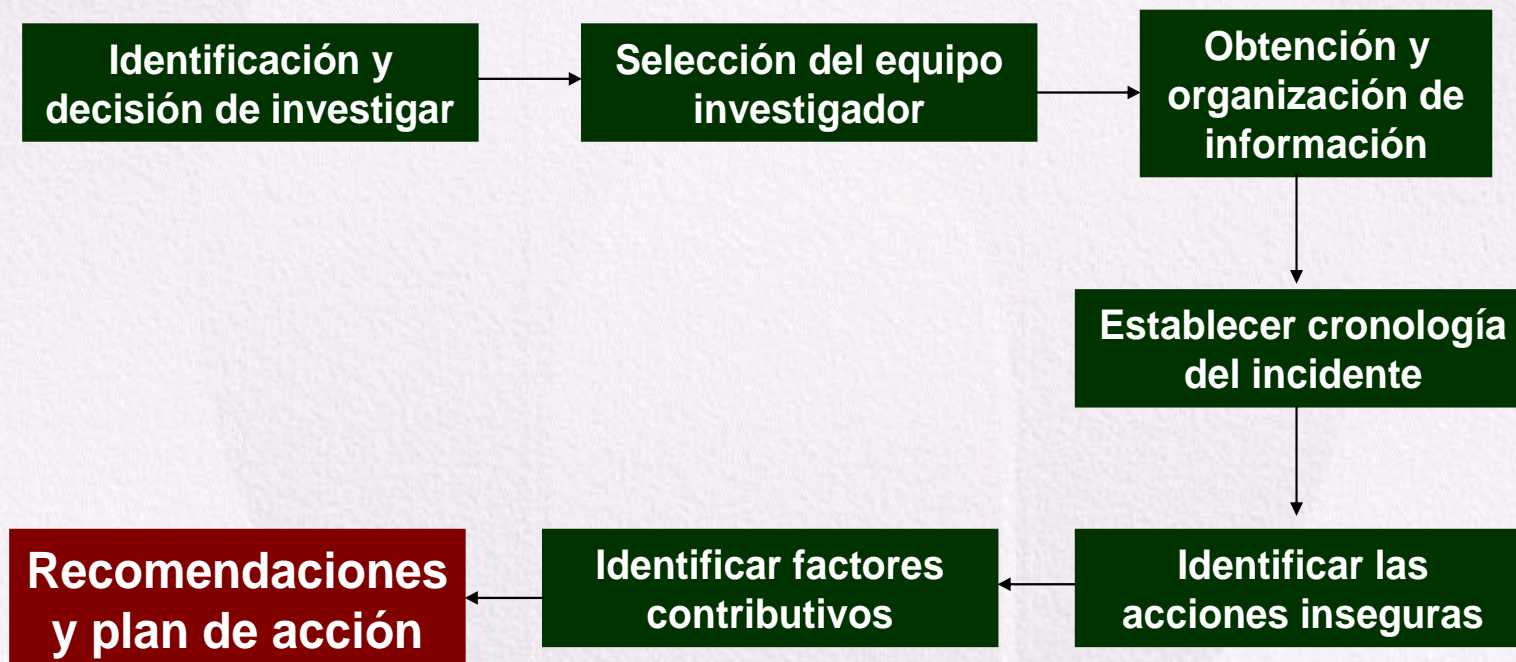 Identificación y
decisión de investigar
Selección del equipo
investigador
Obtención y
organización de
información
Establecer cronología
del incidente
Identificar las
acciones inseguras
Identificar factores
contributivos
Recomendaciones
y plan de acción